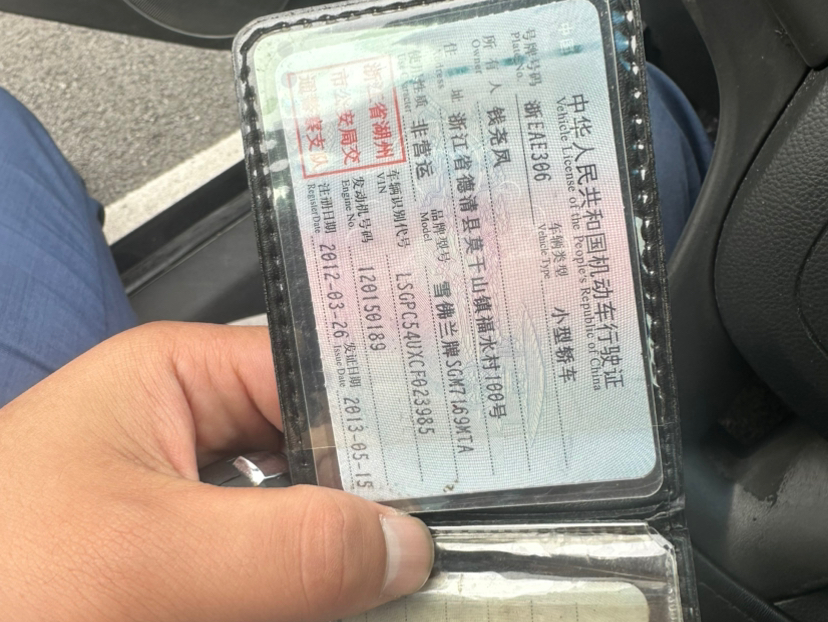 中华人民共和国机动车行驶证
Vehicle License of the People's Republic of China
号牌号码 浙EAE306 车辆类型 小型轿车
Plate No. Vehicle Type
所有人 钱尧风
Owner
住址 浙江省德清县莫干山镇福水村100号
使用性质 非营运 品牌型号 雪佛兰牌SGM7169MTA
Model
浙江省湖州
市公安局交
通警察支队
车辆识别代号 LSGPC54UXCF023985
VIN
发动机号码 120150189
Engine No.
注册日期 2012-03-26 发证日期 2013-05-15
Register Date Issue Date